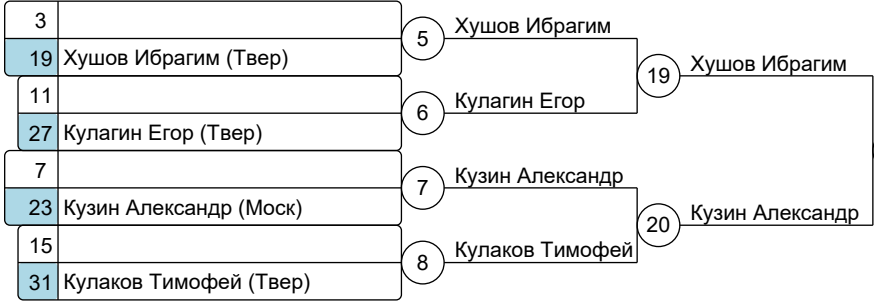 3
19 Хушов Ибрагим (Твер)
5 Хушов Ибрагим
11
27 Кулагин Егор (Твер)
6 Кулагин Егор
19 Хушов Ибрагим
7
23 Кузин Александр (Моск)
7 Кузин Александр
15
31 Кулаков Тимофей (Твер)
8 Кулаков Тимофей
20 Кузин Александр